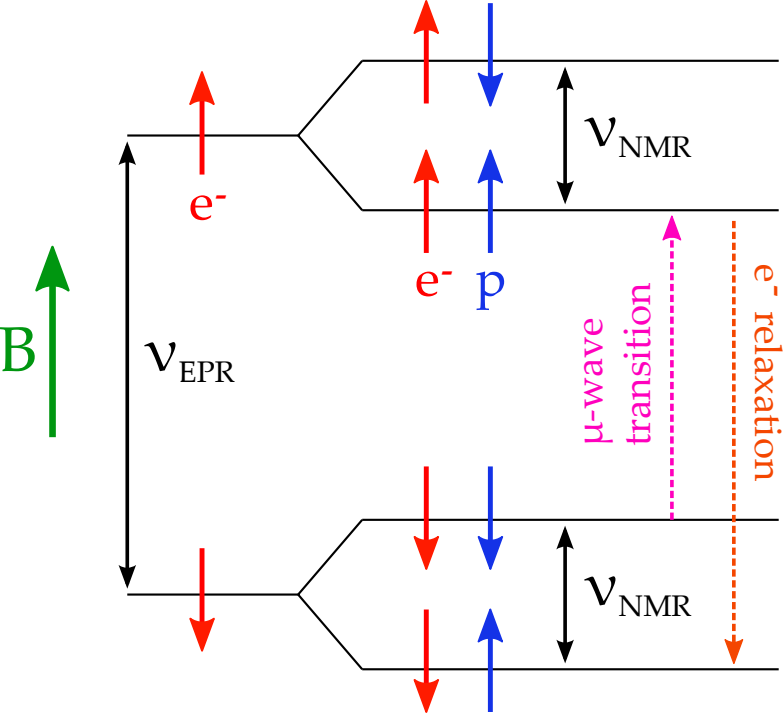 ν_NMR
e⁻
e⁻ p
B
ν_EPR
μ-wave
transition
e⁻ relaxation
ν_NMR